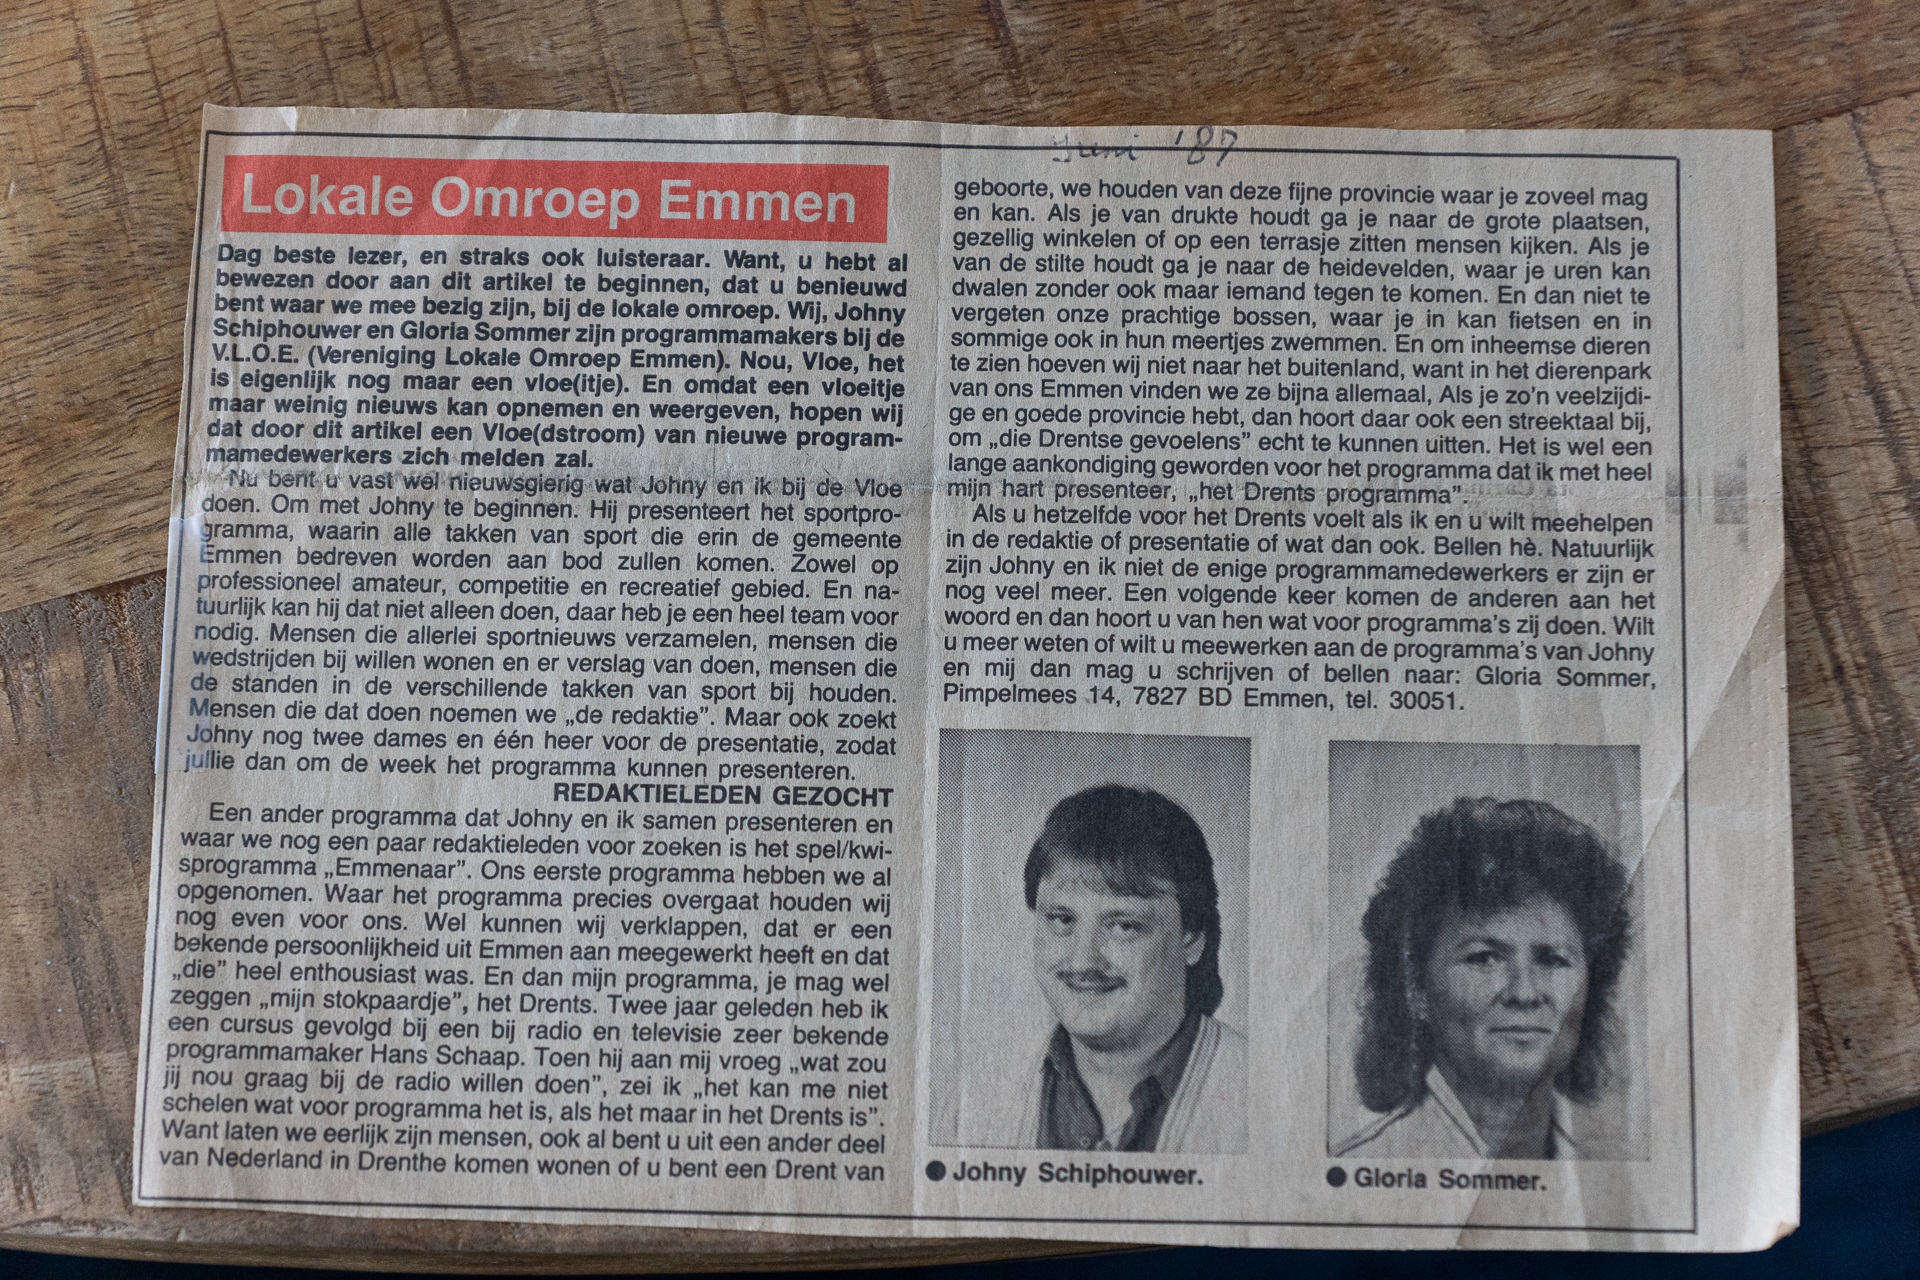 Juni '87
Lokale Omroep Emmen
Dag beste lezer, en straks ook luisteraar. Want, u hebt al
bewezen door aan dit artikel te beginnen, dat u benieuwd
bent waar we mee bezig zijn, bij de lokale omroep. Wij, Johny
Schiphouwer en Gloria Sommer zijn programmamakers bij de
V.L.O.E. (Vereniging Lokale Omroep Emmen). Nou, Vloe, het
is eigenlijk nog maar een vloe(itje). En omdat een vloeitje
maar weinig nieuws kan opnemen en weergeven, hopen wij
dat door dit artikel een Vloe(dstroom) van nieuwe program-
mamedewerkers zich melden zal.
Nu bent u vast wel nieuwsgierig wat Johny en ik bij de Vloe
doen. Om met Johny te beginnen. Hij presenteert het sportpro-
gramma, waarin alle takken van sport die erin de gemeente
Emmen bedreven worden aan bod zullen komen. Zowel op
professioneel amateur, competitie en recreatief gebied. En na-
tuurlijk kan hij dat niet alleen doen, daar heb je een heel team voor
nodig. Mensen die allerlei sportnieuws verzamelen, mensen die
wedstrijden bij willen wonen en er verslag van doen, mensen die
de standen in de verschillende takken van sport bij houden.
Mensen die dat doen noemen we „de redaktie”. Maar ook zoekt
Johny nog twee dames en één heer voor de presentatie, zodat
jullie dan om de week het programma kunnen presenteren.
REDAKTIELEDEN GEZOCHT
Een ander programma dat Johny en ik samen presenteren en
waar we nog een paar redaktieleden voor zoeken is het spel/kwi-
sprogramma „Emmenaar”. Ons eerste programma hebben we al
opgenomen. Waar het programma precies overgaat houden wij
nog even voor ons. Wel kunnen wij verklappen, dat er een
bekende persoonlijkheid uit Emmen aan meegewerkt heeft en dat
„die” heel enthousiast was. En dan mijn programma, je mag wel
zeggen „mijn stokpaardje”, het Drents. Twee jaar geleden heb ik
een cursus gevolgd bij een bij radio en televisie zeer bekende
programmamaker Hans Schaap. Toen hij aan mij vroeg „wat zou
jij nou graag bij de radio willen doen”, zei ik „het kan me niet
schelen wat voor programma het is, als het maar in het Drents is”.
Want laten we eerlijk zijn mensen, ook al bent u uit een ander deel
van Nederland in Drenthe komen wonen of u bent een Drent van
geboorte, we houden van deze fijne provincie waar je zoveel mag
en kan. Als je van drukte houdt ga je naar de grote plaatsen,
gezellig winkelen of op een terrasje zitten mensen kijken. Als je
van de stilte houdt ga je naar de heidevelden, waar je uren kan
dwalen zonder ook maar iemand tegen te komen. En dan niet te
vergeten onze prachtige bossen, waar je in kan fietsen en in
sommige ook in hun meertjes zwemmen. En om inheemse dieren
te zien hoeven wij niet naar het buitenland, want in het dierenpark
van ons Emmen vinden we ze bijna allemaal, Als je zo'n veelzijdi-
ge en goede provincie hebt, dan hoort daar ook een streektaal bij,
om „die Drentse gevoelens” echt te kunnen uitten. Het is wel een
lange aankondiging geworden voor het programma dat ik met heel
mijn hart presenteer, „het Drents programma”.
Als u hetzelfde voor het Drents voelt als ik en u wilt meehelpen
in de redaktie of presentatie of wat dan ook. Bellen hè. Natuurlijk
zijn Johny en ik niet de enige programmamedewerkers er zijn er
nog veel meer. Een volgende keer komen de anderen aan het
woord en dan hoort u van hen wat voor programma's zij doen. Wilt
u meer weten of wilt u meewerken aan de programma's van Johny
en mij dan mag u schrijven of bellen naar: Gloria Sommer,
Pimpelmees 14, 7827 BD Emmen, tel. 30051.
● Johny Schiphouwer.
● Gloria Sommer.